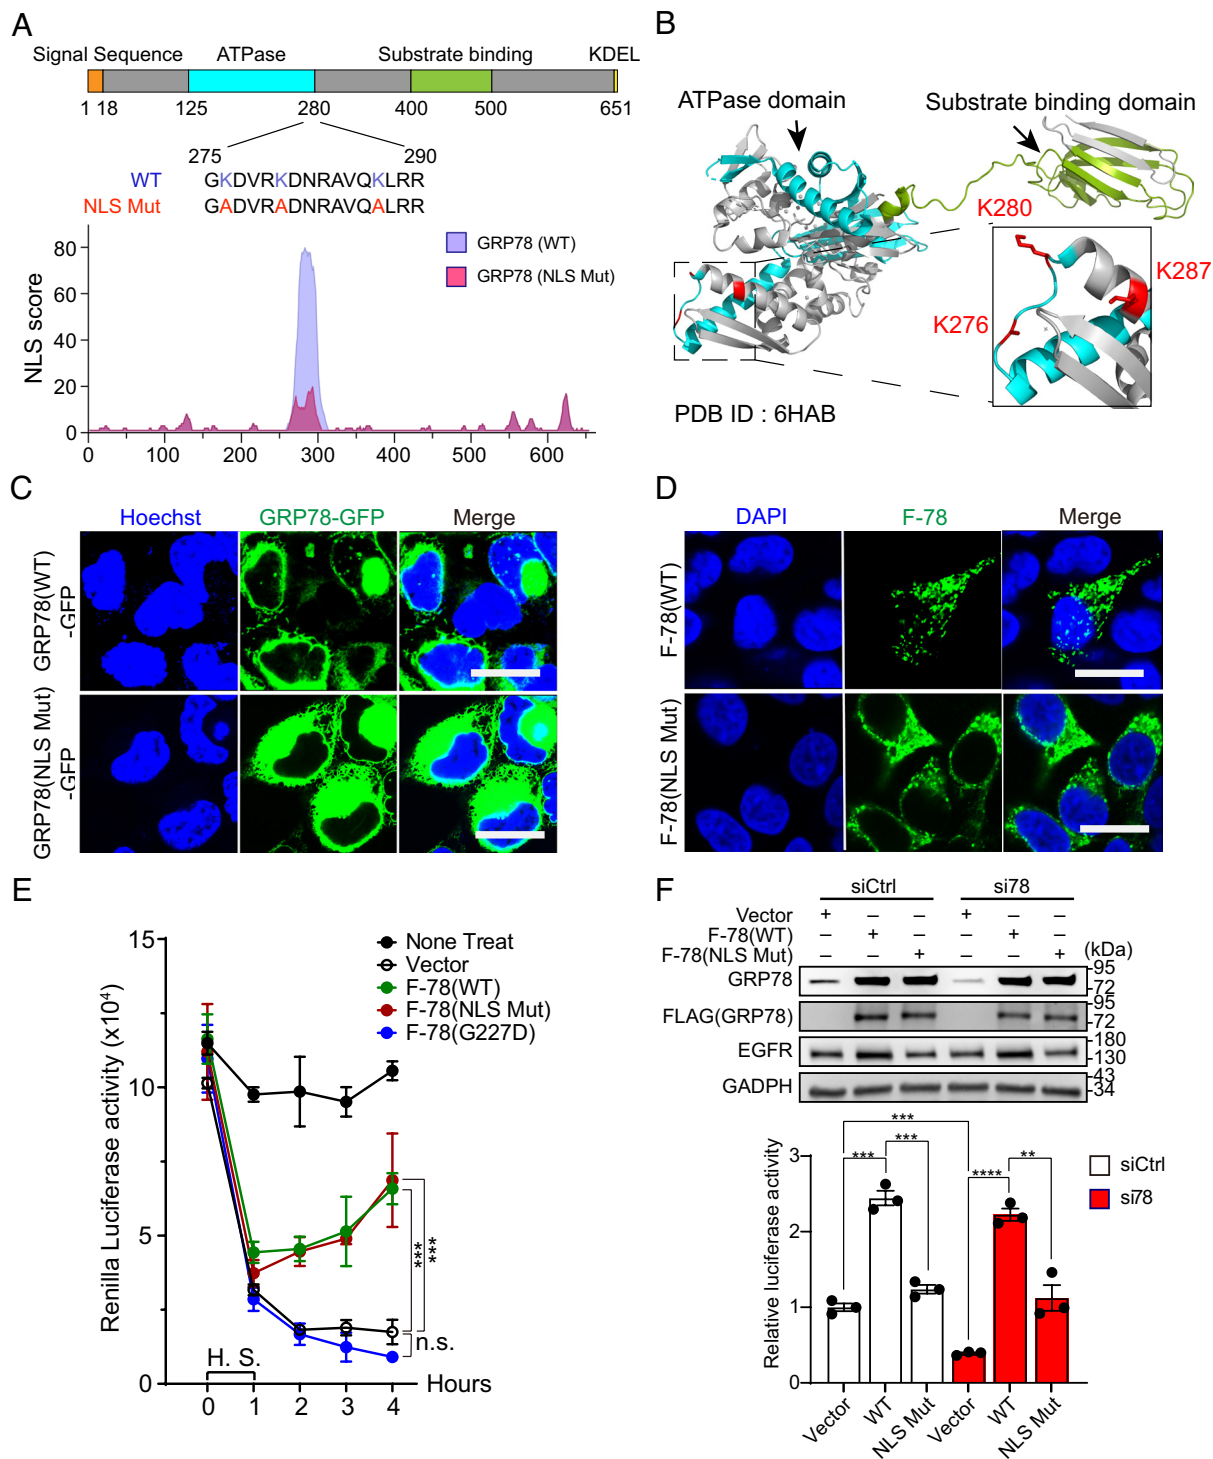 A
Signal Sequence ATPase Substrate binding KDEL
1 18 125 280 400 500 651
275 290
WT GKDVRKDNRAVQKLRR
NLS Mut GADVRADNRAVQALRR
GRP78 (WT)
GRP78 (NLS Mut)
NLS score
80
60
40
20
0
0 100 200 300 400 500 600
B
ATPase domain
Substrate binding domain
K280
K287
K276
PDB ID : 6HAB
C
Hoechst GRP78-GFP Merge
GRP78(WT)
-GFP
GRP78(NLS Mut)
-GFP
D
DAPI F-78 Merge
F-78(WT)
F-78(NLS Mut)
E
Renilla Luciferase activity (x10⁴)
15
10
5
0
None Treat
Vector
F-78(WT)
F-78(NLS Mut)
F-78(G227D)
***
***
n.s.
H. S.
Hours
0 1 2 3 4
F
siCtrl si78
Vector + – – + – –
F-78(WT) – + – – + –
F-78(NLS Mut) – – + – – + (kDa)
GRP78 -95
-72
FLAG(GRP78) -95
-72
EGFR -180
-130
GADPH -43
-34
Relative luciferase activity
3
2
1
0
***
*** *** **** **
siCtrl
si78
Vector WT NLS Mut Vector WT NLS Mut